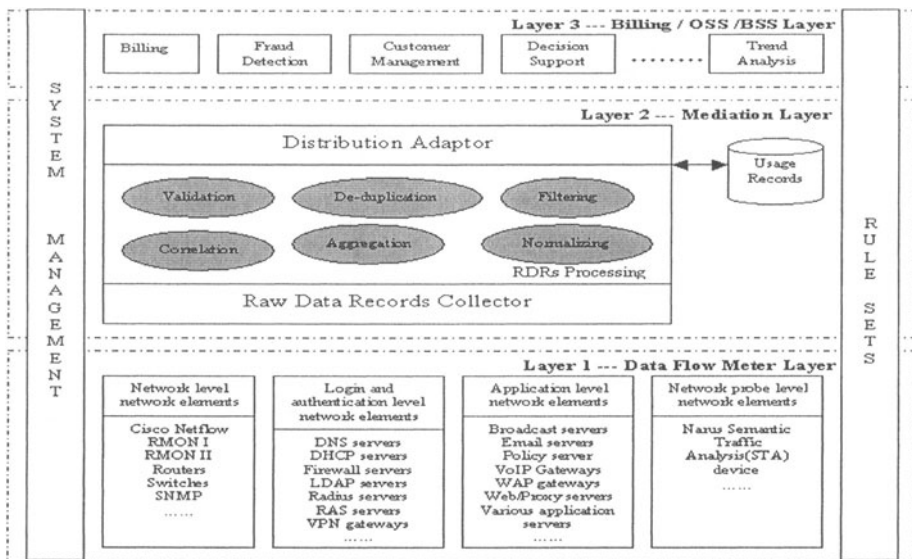 Layer 3 --- Billing / OSS /BSS Layer
Billing
Fraud
Detection
Customer
Management
Decision
Support
........
Trend
Analysis
SYSTEM MANAGEMENT
RULE SETS
Layer 2 --- Mediation Layer
Distribution Adaptor
Usage
Records
Validation
De-duplication
Filtering
Correlation
Aggregation
Normalizing
RDRs Processing
Raw Data Records Collector
Layer 1 --- Data Flow Meter Layer
Network level
network elements
Cisco Netflow
RMON I
RMON II
Routers
Switches
SNMP
......
Login and
authentication level
network elements
DNS servers
DHCP servers
Firewall servers
LDAP servers
Radius servers
RAS servers
VPN gateways
......
Application level
network elements
Broadcast servers
Email servers
Policy server
VoIP Gateways
WAP gateways
Web/Proxy servers
Various application
servers
......
Network probe level
network elements
Narus Semantic
Traffic
Analysis(STA)
device
......